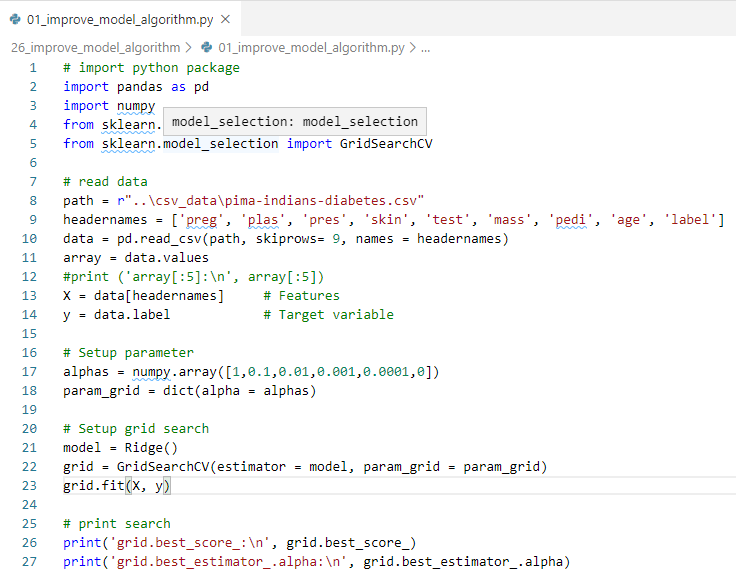 01_improve_model_algorithm.py ×
26_improve_model_algorithm > 01_improve_model_algorithm.py > ...
1 # import python package
2 import pandas as pd
3 import numpy
4 from sklearn.
model_selection: model_selection
5 from sklearn.model_selection import GridSearchCV
6
7 # read data
8 path = r"..\csv_data\pima-indians-diabetes.csv"
9 headernames = ['preg', 'plas', 'pres', 'skin', 'test', 'mass', 'pedi', 'age', 'label']
10 data = pd.read_csv(path, skiprows= 9, names = headernames)
11 array = data.values
12 #print ('array[:5]:\n', array[:5])
13 X = data[headernames]     # Features
14 y = data.label            # Target variable
15
16 # Setup parameter
17 alphas = numpy.array([1,0.1,0.01,0.001,0.0001,0])
18 param_grid = dict(alpha = alphas)
19
20 # Setup grid search
21 model = Ridge()
22 grid = GridSearchCV(estimator = model, param_grid = param_grid)
23 grid.fit(X, y)
24
25 # print search
26 print('grid.best_score_:\n', grid.best_score_)
27 print('grid.best_estimator_.alpha:\n', grid.best_estimator_.alpha)